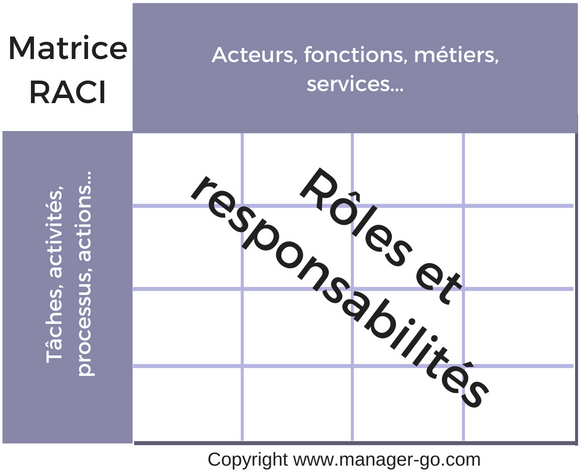 Matrice
RACI
Acteurs, fonctions, métiers,
services...
Tâches, activités,
processus, actions...
Rôles et
responsabilités
Copyright www.manager-go.com